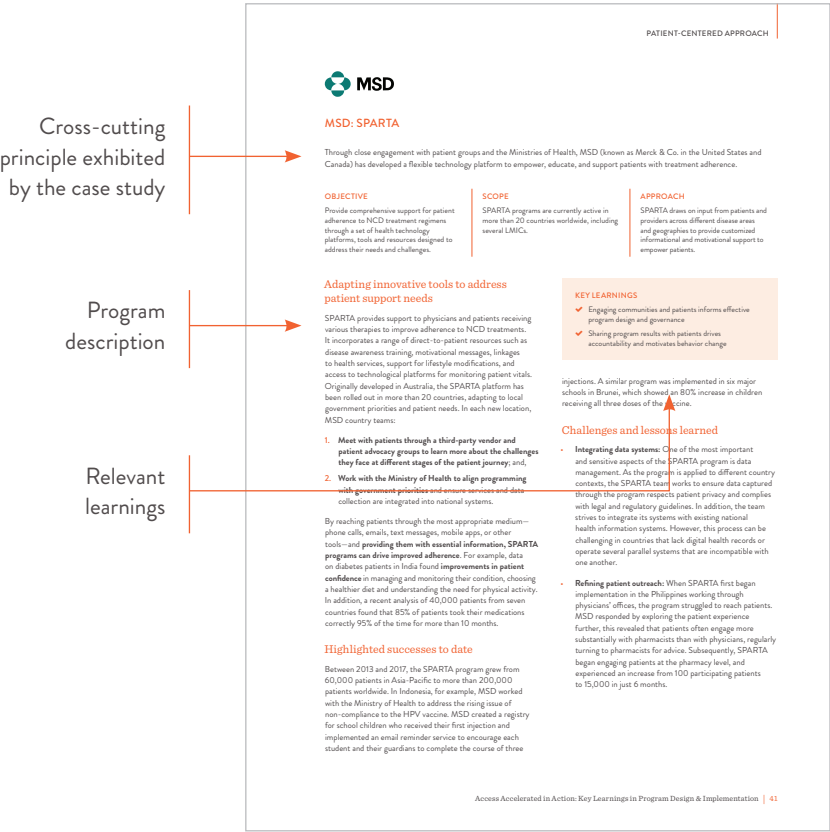 PATIENT-CENTERED APPROACH
MSD
Cross-cutting
principle exhibited
by the case study
MSD: SPARTA
Through close engagement with patient groups and the Ministries of Health, MSD (known as Merck & Co. in the United States and
Canada) has developed a flexible technology platform to empower, educate, and support patients with treatment adherence.
OBJECTIVE
Provide comprehensive support for patient
adherence to NCD treatment regimens
through a set of health technology
platforms, tools and resources designed to
address their needs and challenges.
SCOPE
SPARTA programs are currently active in
more than 20 countries worldwide, including
several LMICs.
APPROACH
SPARTA draws on input from patients and
providers across different disease areas
and geographies to provide customized
informational and motivational support to
empower patients.
Program
description
Relevant
learnings
Adapting innovative tools to address
patient support needs
SPARTA provides support to physicians and patients receiving
various therapies to improve adherence to NCD treatments.
It incorporates a range of direct-to-patient resources such as
disease awareness training, motivational messages, linkages
to health services, support for lifestyle modifications, and
access to technological platforms for monitoring patient vitals.
Originally developed in Australia, the SPARTA platform has
been rolled out in more than 20 countries, adapting to local
government priorities and patient needs. In each new location,
MSD country teams:
1. Meet with patients through a third-party vendor and
patient advocacy groups to learn more about the challenges
they face at different stages of the patient journey; and,
2. Work with the Ministry of Health to align programming
with government priorities and ensure services and data
collection are integrated into national systems.
By reaching patients through the most appropriate medium—
phone calls, emails, text messages, mobile apps, or other
tools—and providing them with essential information, SPARTA
programs can drive improved adherence. For example, data
on diabetes patients in India found improvements in patient
confidence in managing and monitoring their condition, choosing
a healthier diet and understanding the need for physical activity.
In addition, a recent analysis of 40,000 patients from seven
countries found that 85% of patients took their medications
correctly 95% of the time for more than 10 months.
Highlighted successes to date
Between 2013 and 2017, the SPARTA program grew from
60,000 patients in Asia-Pacific to more than 200,000
patients worldwide. In Indonesia, for example, MSD worked
with the Ministry of Health to address the rising issue of
non-compliance to the HPV vaccine. MSD created a registry
for school children who received their first injection and
implemented an email reminder service to encourage each
student and their guardians to complete the course of three
KEY LEARNINGS
Engaging communities and patients informs effective
program design and governance
Sharing program results with patients drives
accountability and motivates behavior change
injections. A similar program was implemented in six major
schools in Brunei, which showed an 80% increase in children
receiving all three doses of the vaccine.
Challenges and lessons learned
• Integrating data systems: One of the most important
and sensitive aspects of the SPARTA program is data
management. As the program is applied to different country
contexts, the SPARTA team works to ensure data captured
through the program respects patient privacy and complies
with legal and regulatory guidelines. In addition, the team
strives to integrate its systems with existing national
health information systems. However, this process can be
challenging in countries that lack digital health records or
operate several parallel systems that are incompatible with
one another.
• Refining patient outreach: When SPARTA first began
implementation in the Philippines working through
physicians' offices, the program struggled to reach patients.
MSD responded by exploring the patient experience
further, this revealed that patients often engage more
substantially with pharmacists than with physicians, regularly
turning to pharmacists for advice. Subsequently, SPARTA
began engaging patients at the pharmacy level, and
experienced an increase from 100 participating patients
to 15,000 in just 6 months.
Access Accelerated in Action: Key Learnings in Program Design & Implementation | 41